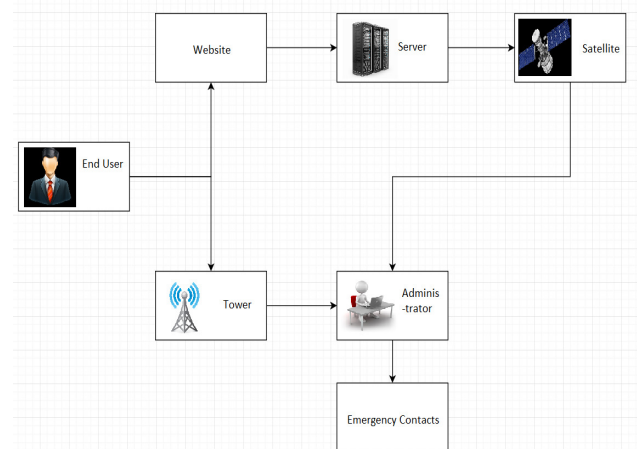 Website
Server
Satellite
End User
Tower
Adminis
-trator
Emergency Contacts